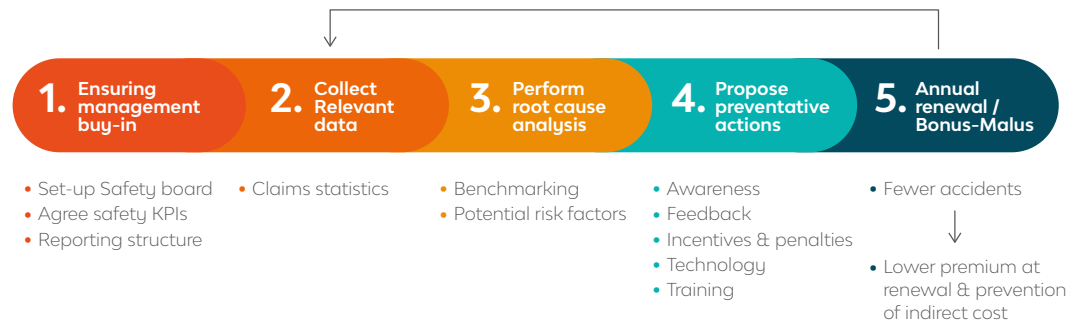 1. Ensuring
management
buy-in
2. Collect
Relevant
data
3. Perform
root cause
analysis
4. Propose
preventative
actions
5. Annual
renewal /
Bonus-Malus
• Set-up Safety board
• Agree safety KPIs
• Reporting structure
• Claims statistics
• Benchmarking
• Potential risk factors
• Awareness
• Feedback
• Incentives & penalties
• Technology
• Training
• Fewer accidents
• Lower premium at
renewal & prevention
of indirect cost